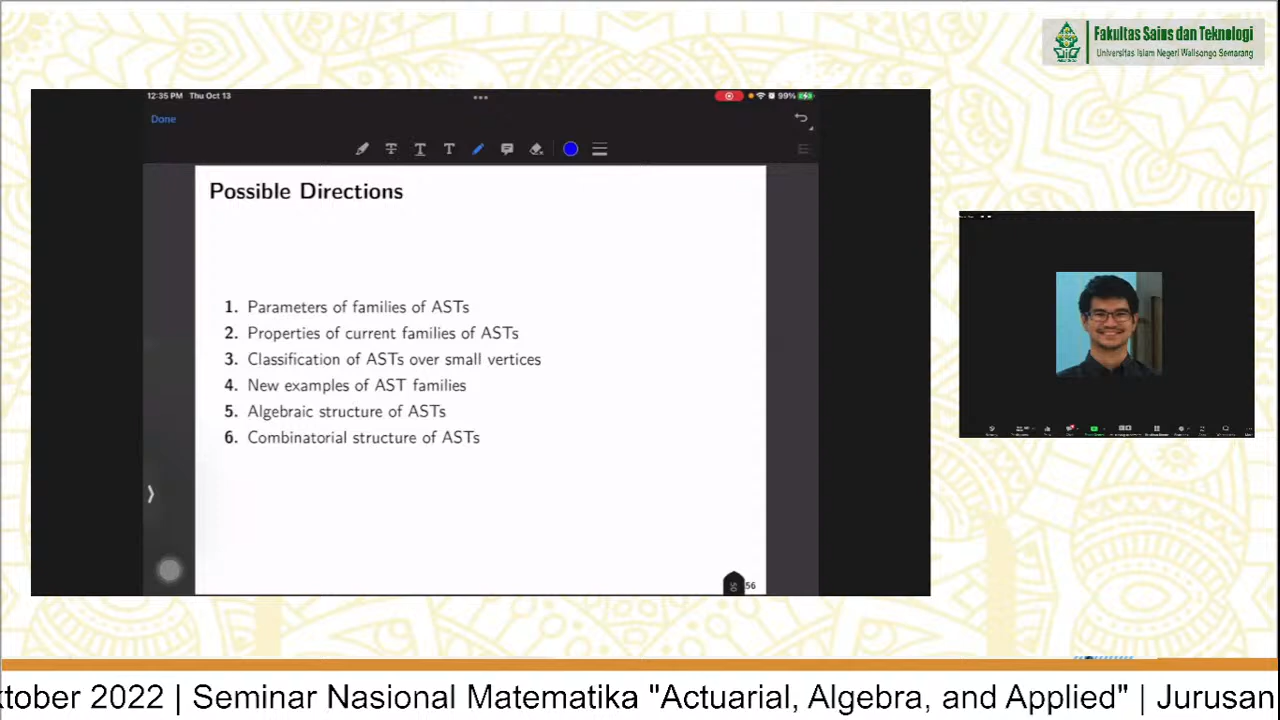 Fakultas Sains dan Teknologi
Universitas Islam Negeri Walisongo Semarang
12:35 PM Thu Oct 13
99%
Done
T T T
Possible Directions
1. Parameters of families of ASTs
2. Properties of current families of ASTs
3. Classification of ASTs over small vertices
4. New examples of AST families
5. Algebraic structure of ASTs
6. Combinatorial structure of ASTs
50 56
ktober 2022 | Seminar Nasional Matematika "Actuarial, Algebra, and Applied" | Jurusan